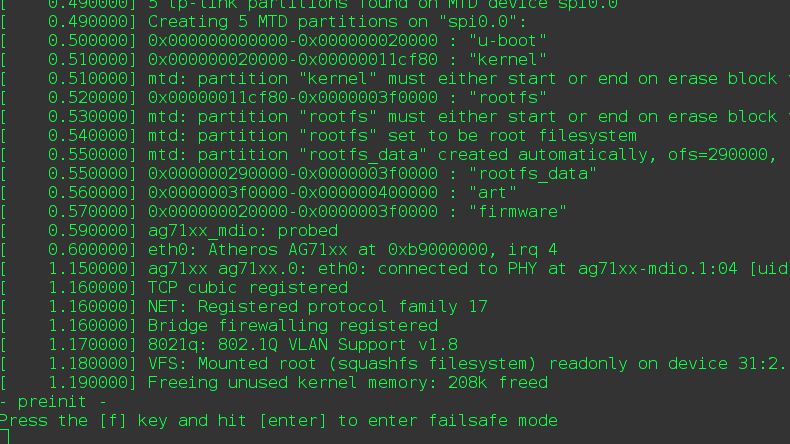 [    0.490000] 5 tp-link partitions found on MTD device spi0.0
[    0.490000] Creating 5 MTD partitions on "spi0.0":
[    0.500000] 0x000000000000-0x000000020000 : "u-boot"
[    0.510000] 0x000000020000-0x00000011cf80 : "kernel"
[    0.510000] mtd: partition "kernel" must either start or end on erase block
[    0.520000] 0x00000011cf80-0x0000003f0000 : "rootfs"
[    0.530000] mtd: partition "rootfs" must either start or end on erase block
[    0.540000] mtd: partition "rootfs" set to be root filesystem
[    0.550000] mtd: partition "rootfs_data" created automatically, ofs=290000,
[    0.550000] 0x000000290000-0x0000003f0000 : "rootfs_data"
[    0.560000] 0x0000003f0000-0x000000400000 : "art"
[    0.570000] 0x000000020000-0x0000003f0000 : "firmware"
[    0.590000] ag71xx_mdio: probed
[    0.600000] eth0: Atheros AG71xx at 0xb9000000, irq 4
[    1.150000] ag71xx ag71xx.0: eth0: connected to PHY at ag71xx-mdio.1:04 [uid
[    1.160000] TCP cubic registered
[    1.160000] NET: Registered protocol family 17
[    1.160000] Bridge firewalling registered
[    1.170000] 8021q: 802.1Q VLAN Support v1.8
[    1.180000] VFS: Mounted root (squashfs filesystem) readonly on device 31:2.
[    1.190000] Freeing unused kernel memory: 208k freed
- preinit -
Press the [f] key and hit [enter] to enter failsafe mode